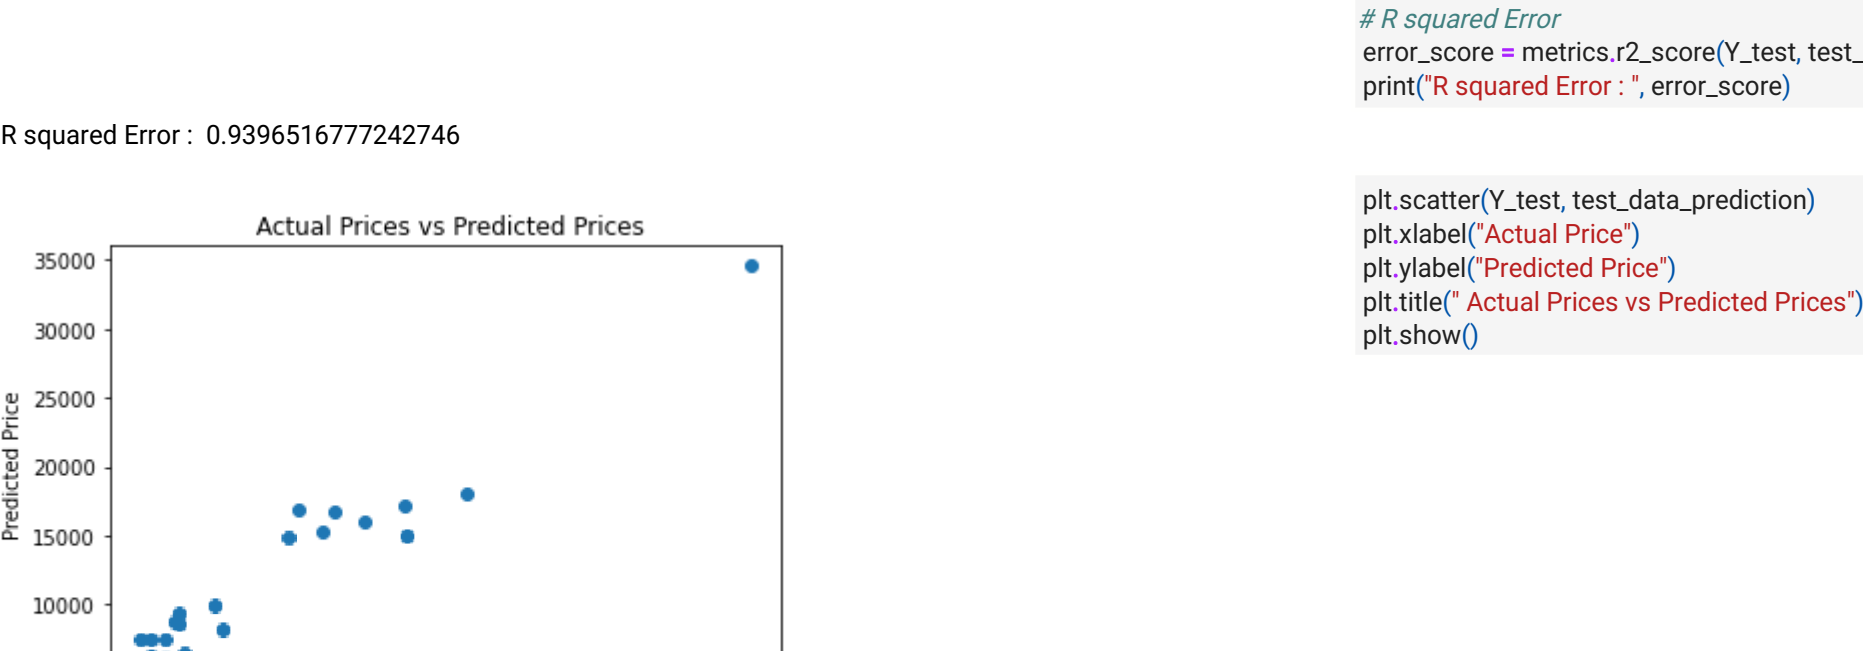 # R squared Error
error_score = metrics.r2_score(Y_test, test_
print("R squared Error : ", error_score)
R squared Error :  0.9396516777242746
plt.scatter(Y_test, test_data_prediction)
plt.xlabel("Actual Price")
plt.ylabel("Predicted Price")
plt.title(" Actual Prices vs Predicted Prices")
plt.show()
Actual Prices vs Predicted Prices
35000
30000
25000
20000
15000
10000
Predicted Price